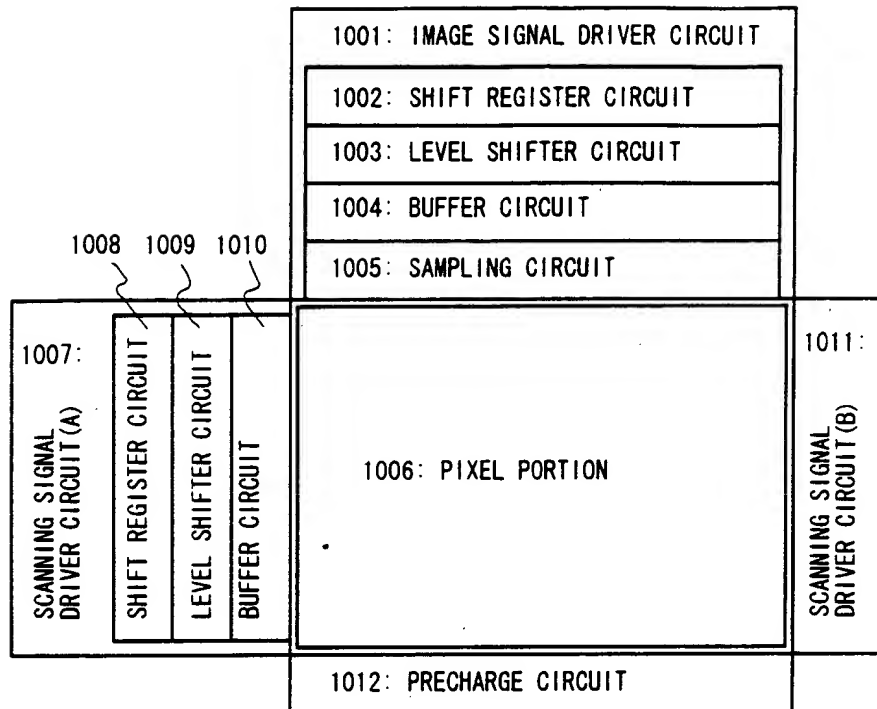 1001: IMAGE SIGNAL DRIVER CIRCUIT
1002: SHIFT REGISTER CIRCUIT
1003: LEVEL SHIFTER CIRCUIT
1004: BUFFER CIRCUIT
1005: SAMPLING CIRCUIT
1008 1009 1010
1007:
SCANNING SIGNAL
DRIVER CIRCUIT(A)
SHIFT REGISTER CIRCUIT
LEVEL SHIFTER CIRCUIT
BUFFER CIRCUIT
1006: PIXEL PORTION
1011:
SCANNING SIGNAL
DRIVER CIRCUIT(B)
1012: PRECHARGE CIRCUIT